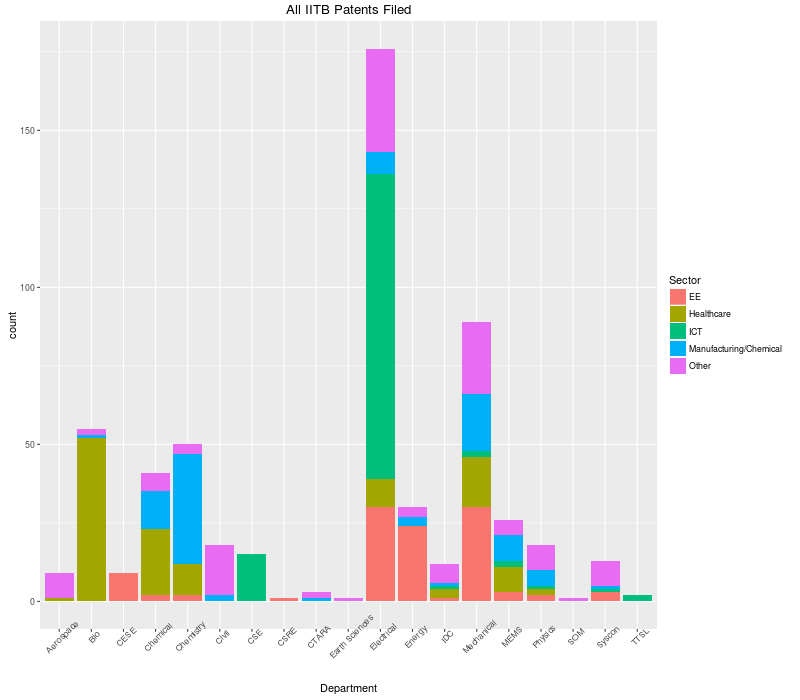 All IITB Patents Filed
count
150
100
50
0
Aerospace
Bio
CESE
Chemical
Chemistry
Civil
CSE
CSRE
CTARA
Earth Sciences
Electrical
Energy
IDC
Mechanical
MEMS
Physics
SOM
Syscon
TTSL
Department
Sector
EE
Healthcare
ICT
Manufacturing/Chemical
Other